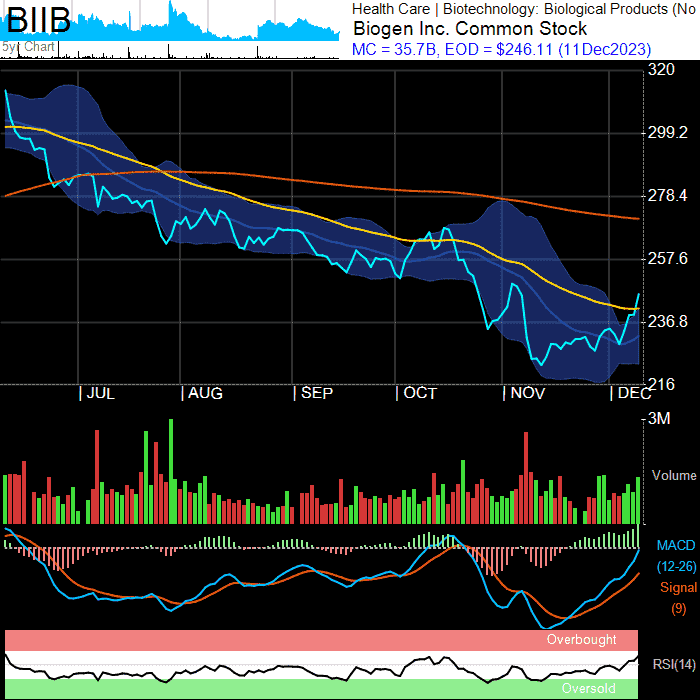 BIIB
5yr Chart
Health Care | Biotechnology: Biological Products (No
Biogen Inc. Common Stock
MC = 35.7B, EOD = $246.11 (11Dec2023)
320
299.2
278.4
257.6
236.8
216
JUL AUG SEP OCT NOV DEC
3M
Volume
MACD
(12-26)
Signal
(9)
Overbought
RSI(14)
Oversold